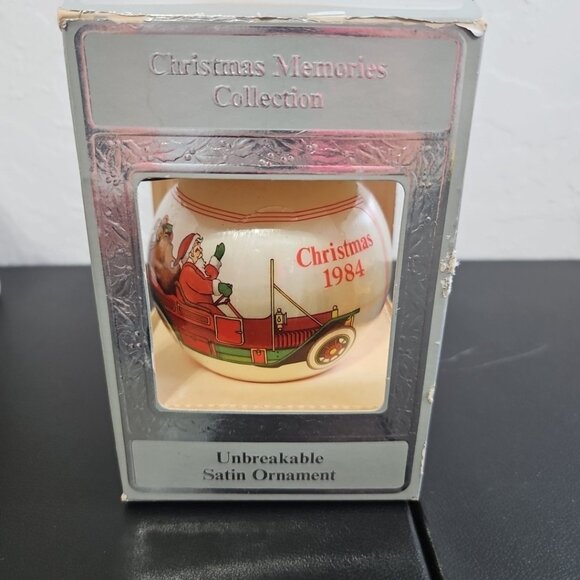 Christmas Memories
Collection
Christmas
1984
Unbreakable
Satin Ornament